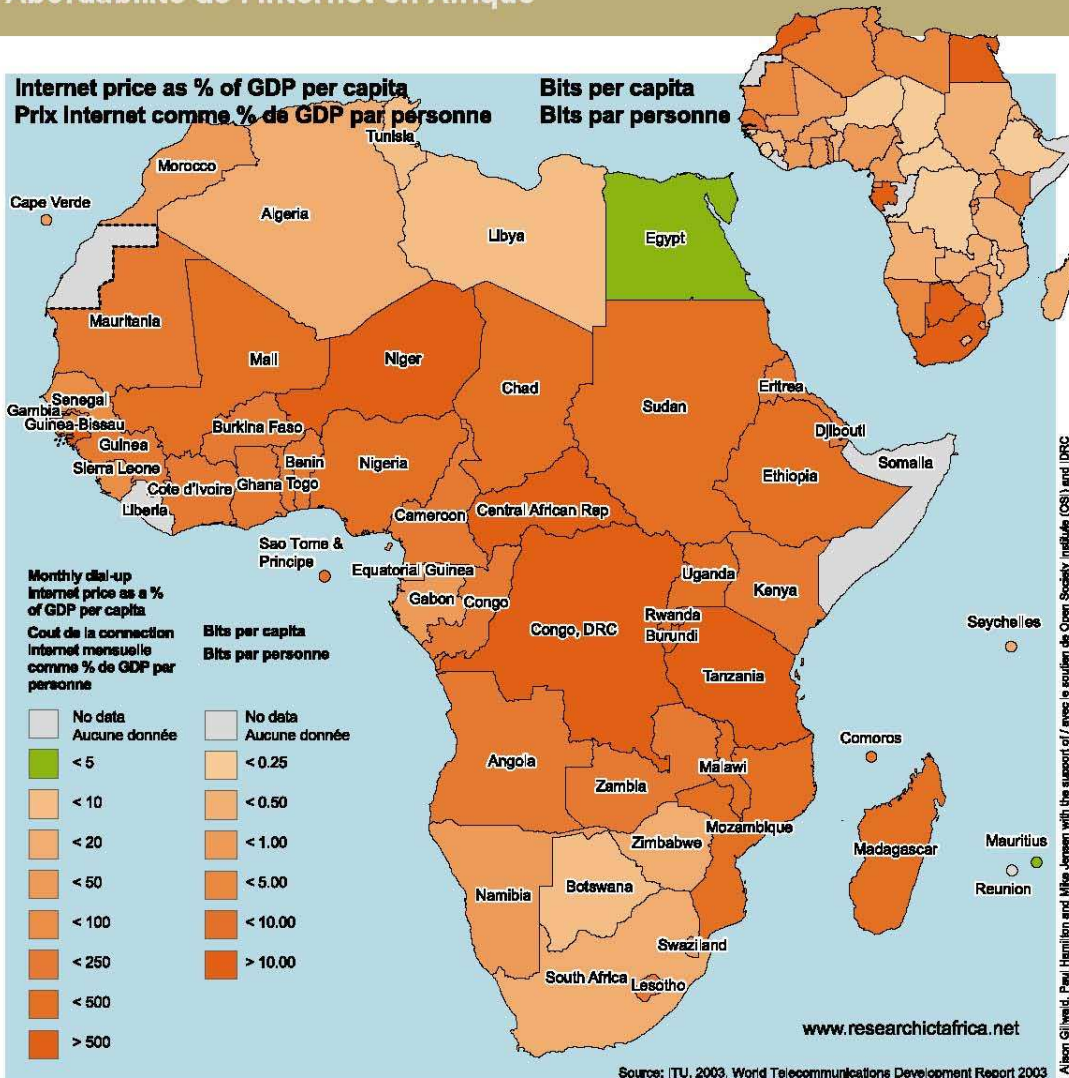 Abordabilité de l'Internet en Afrique
Internet price as % of GDP per capita
Prix Internet comme % de GDP par personne
Bits per capita
Bits par personne
Tunisia
Morocco
Cape Verde
Algeria
Libya
Egypt
Mauritania
Mali
Niger
Chad
Sudan
Eritrea
Senegal
Gambia
Guinea-Bissau
Guinea
Burkina Faso
Djibouti
Sierra Leone
Benin
Nigeria
Somalia
Cote d'Ivoire
Ghana
Togo
Ethiopia
Liberia
Cameroon
Central African Rep
Sao Tome &
Principe
Equatorial Guinea
Uganda
Kenya
Gabon
Congo
Rwanda
Congo, DRC
Burundi
Seychelles
Tanzania
Comoros
Angola
Malawi
Zambia
Mozambique
Zimbabwe
Madagascar
Mauritius
Reunion
Namibia
Botswana
Swaziland
South Africa
Lesotho
Monthly dial-up
Internet price as a %
of GDP per capita
Cout de la connection
Internet mensuelle
comme % de GDP par
personne
No data
Aucune donnée
< 5
< 10
< 20
< 50
< 100
< 250
< 500
> 500
Bits per capita
Bits par personne
No data
Aucune donnée
< 0.25
< 0.50
< 1.00
< 5.00
< 10.00
> 10.00
www.researchictafrica.net
Source: ITU, 2003, World Telecommunications Development Report 2003
Alison Gillwald, Paul Hamilton and Mike Jensen with the support of / avec le soutien de Open Society Institute (OSI) and IDRC